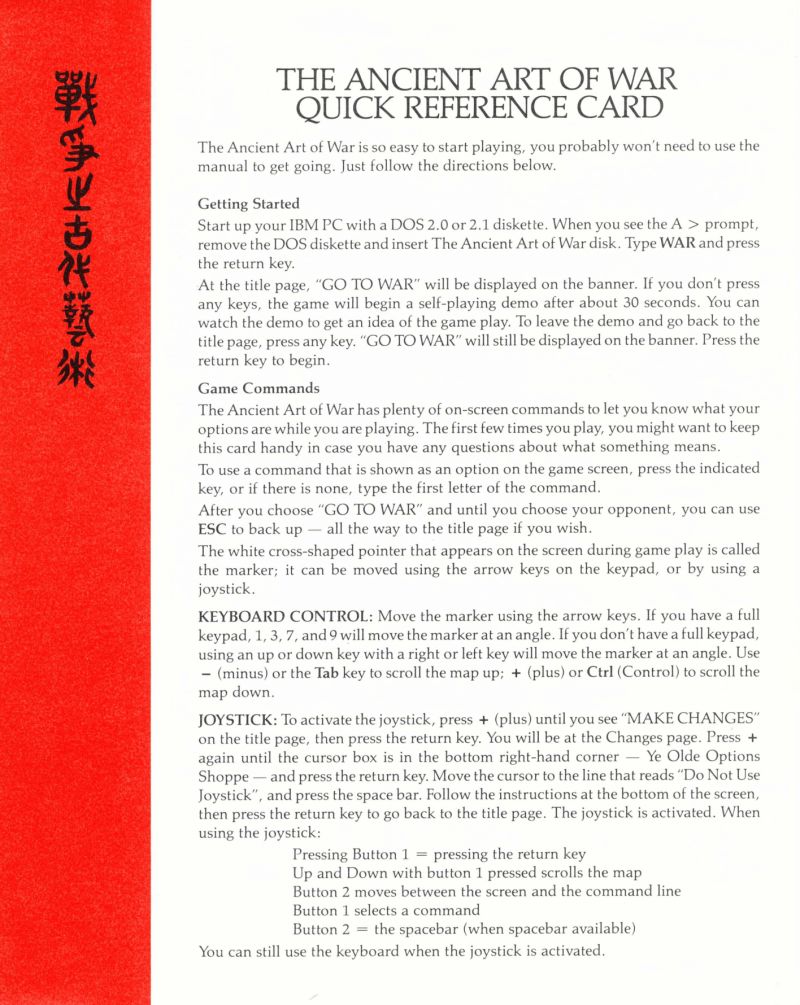 戰爭之古代藝術
THE ANCIENT ART OF WAR
QUICK REFERENCE CARD
The Ancient Art of War is so easy to start playing, you probably won't need to use the
manual to get going. Just follow the directions below.
Getting Started
Start up your IBM PC with a DOS 2.0 or 2.1 diskette. When you see the A > prompt,
remove the DOS diskette and insert The Ancient Art of War disk. Type WAR and press
the return key.
At the title page, "GO TO WAR" will be displayed on the banner. If you don't press
any keys, the game will begin a self-playing demo after about 30 seconds. You can
watch the demo to get an idea of the game play. To leave the demo and go back to the
title page, press any key. "GO TO WAR" will still be displayed on the banner. Press the
return key to begin.
Game Commands
The Ancient Art of War has plenty of on-screen commands to let you know what your
options are while you are playing. The first few times you play, you might want to keep
this card handy in case you have any questions about what something means.
To use a command that is shown as an option on the game screen, press the indicated
key, or if there is none, type the first letter of the command.
After you choose "GO TO WAR" and until you choose your opponent, you can use
ESC to back up — all the way to the title page if you wish.
The white cross-shaped pointer that appears on the screen during game play is called
the marker; it can be moved using the arrow keys on the keypad, or by using a
joystick.
KEYBOARD CONTROL: Move the marker using the arrow keys. If you have a full
keypad, 1, 3, 7, and 9 will move the marker at an angle. If you don't have a full keypad,
using an up or down key with a right or left key will move the marker at an angle. Use
– (minus) or the Tab key to scroll the map up; + (plus) or Ctrl (Control) to scroll the
map down.
JOYSTICK: To activate the joystick, press + (plus) until you see "MAKE CHANGES"
on the title page, then press the return key. You will be at the Changes page. Press +
again until the cursor box is in the bottom right-hand corner — Ye Olde Options
Shoppe — and press the return key. Move the cursor to the line that reads "Do Not Use
Joystick", and press the space bar. Follow the instructions at the bottom of the screen,
then press the return key to go back to the title page. The joystick is activated. When
using the joystick:
Pressing Button 1 = pressing the return key
Up and Down with button 1 pressed scrolls the map
Button 2 moves between the screen and the command line
Button 1 selects a command
Button 2 = the spacebar (when spacebar available)
You can still use the keyboard when the joystick is activated.